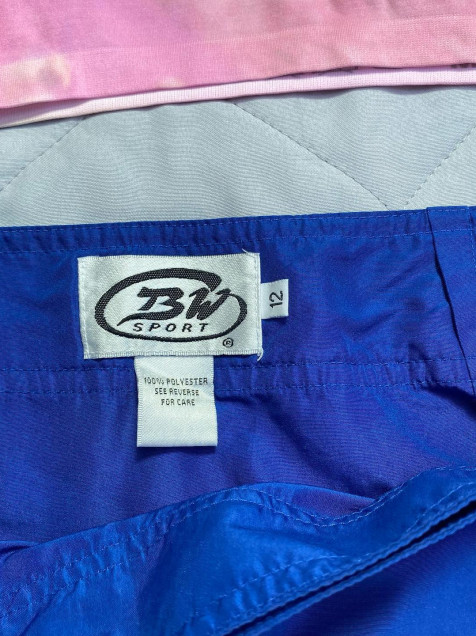 BW
SPORT
®
12
100% POLYESTER
SEE REVERSE
FOR CARE